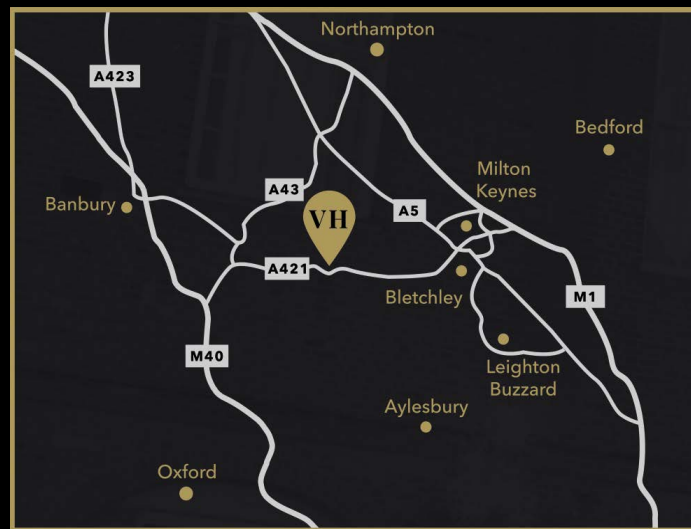 Northampton
A423
Bedford
Milton
Keynes
A43
Banbury
VH
A5
A421
Bletchley
M1
M40
Leighton
Buzzard
Aylesbury
Oxford